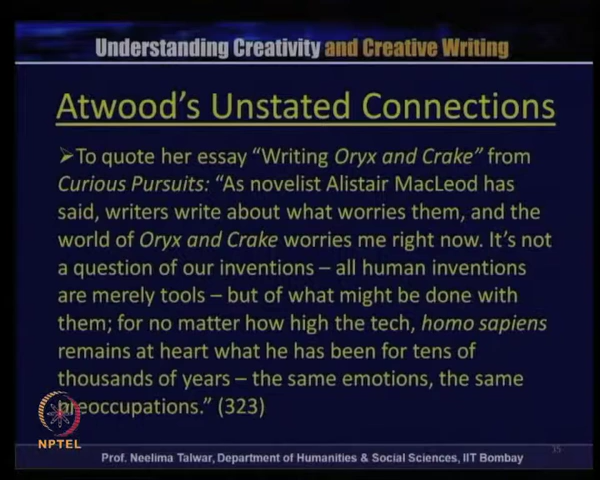 Understanding Creativity and Creative Writing
Atwood's Unstated Connections
➢To quote her essay “Writing Oryx and Crake” from
Curious Pursuits: “As novelist Alistair MacLeod has
said, writers write about what worries them, and the
world of Oryx and Crake worries me right now. It's not
a question of our inventions – all human inventions
are merely tools – but of what might be done with
them; for no matter how high the tech, homo sapiens
remains at heart what he has been for tens of
thousands of years – the same emotions, the same
preoccupations.” (323)
NPTEL
Prof. Neelima Talwar, Department of Humanities & Social Sciences, IIT Bombay
15